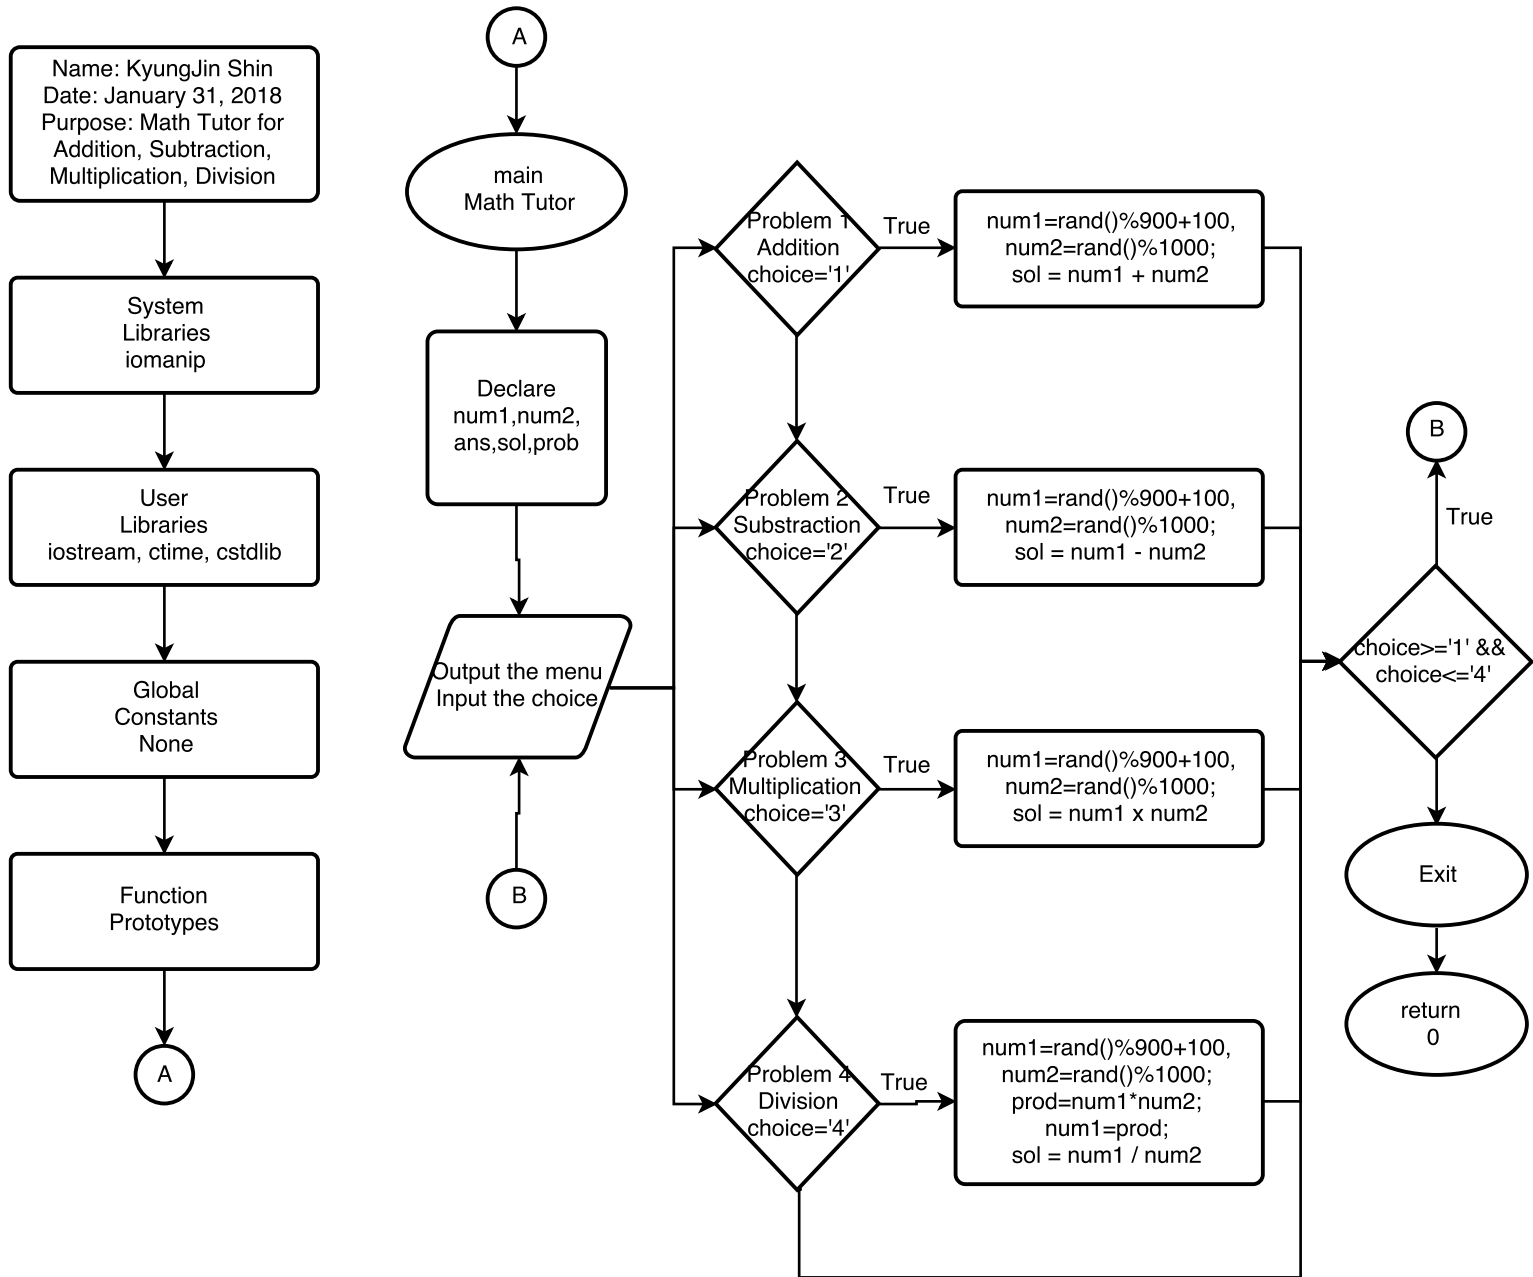 Name: KyungJin Shin
Date: January 31, 2018
Purpose: Math Tutor for
Addition, Subtraction,
Multiplication, Division
System
Libraries
iomanip
User
Libraries
iostream, ctime, cstdlib
Global
Constants
None
Function
Prototypes
A
A
main
Math Tutor
Declare
num1,num2,
ans,sol,prob
Output the menu
Input the choice
B
Problem 1
Addition
choice='1'
True
num1=rand()%900+100,
num2=rand()%1000;
sol = num1 + num2
Problem 2
Substraction
choice='2'
True
num1=rand()%900+100,
num2=rand()%1000;
sol = num1 - num2
Problem 3
Multiplication
choice='3'
True
num1=rand()%900+100,
num2=rand()%1000;
sol = num1 x num2
Problem 4
Division
choice='4'
True
num1=rand()%900+100,
num2=rand()%1000;
prod=num1*num2;
num1=prod;
sol = num1 / num2
B
True
choice>='1' &&
choice<='4'
Exit
return
0